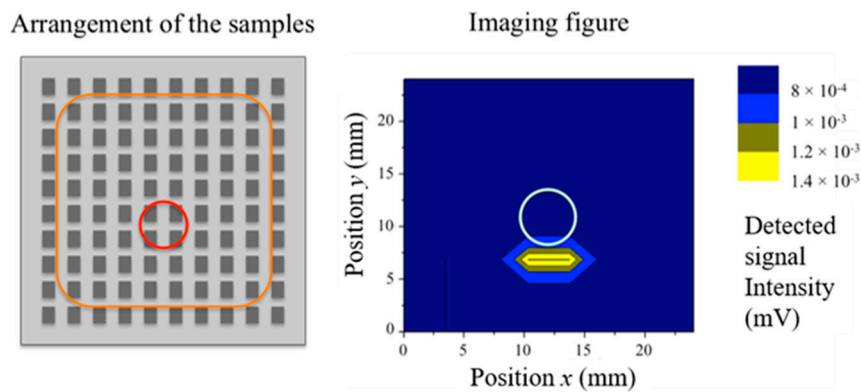 Arrangement of the samples
Imaging figure
Position y (mm)
20
15
10
5
0
0
5
10
15
20
Position x (mm)
8 × 10-4
1 × 10-3
1.2 × 10-3
1.4 × 10-3
Detected
signal
Intensity
(mV)